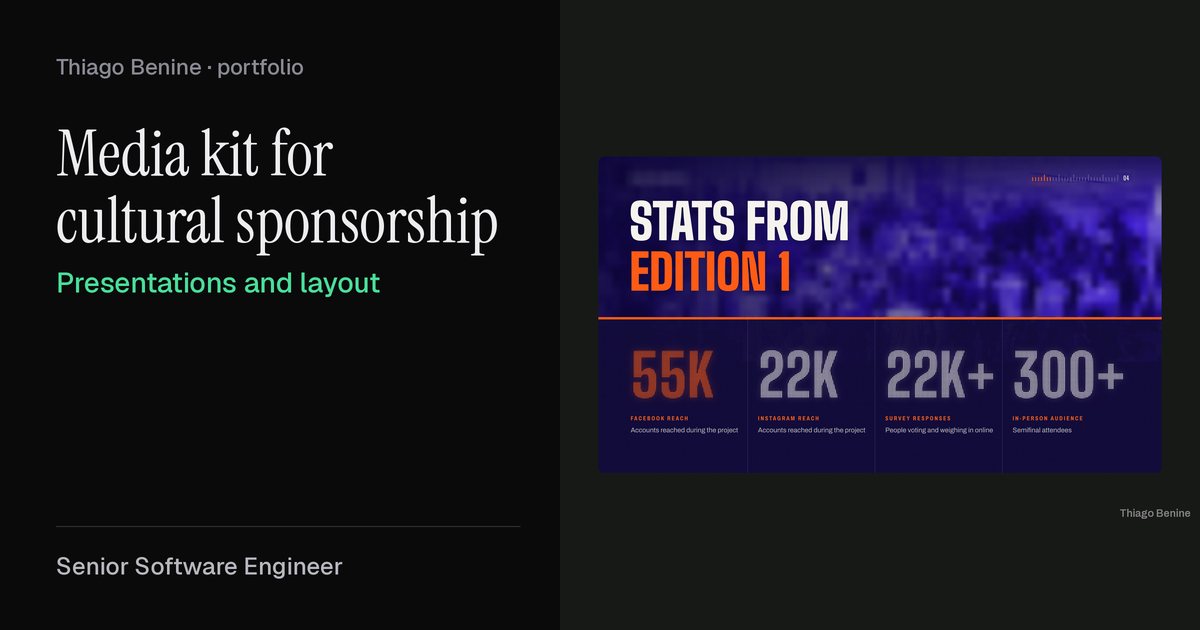 Thiago Benine · portfolio
Media kit for
cultural sponsorship
Presentations and layout
Senior Software Engineer
04
STATS FROM
EDITION 1
55K
FACEBOOK REACH
Accounts reached during the project
22K
INSTAGRAM REACH
Accounts reached during the project
22K+
SURVEY RESPONSES
People voting and weighing in online
300+
IN-PERSON AUDIENCE
Semifinal attendees
Thiago Benine